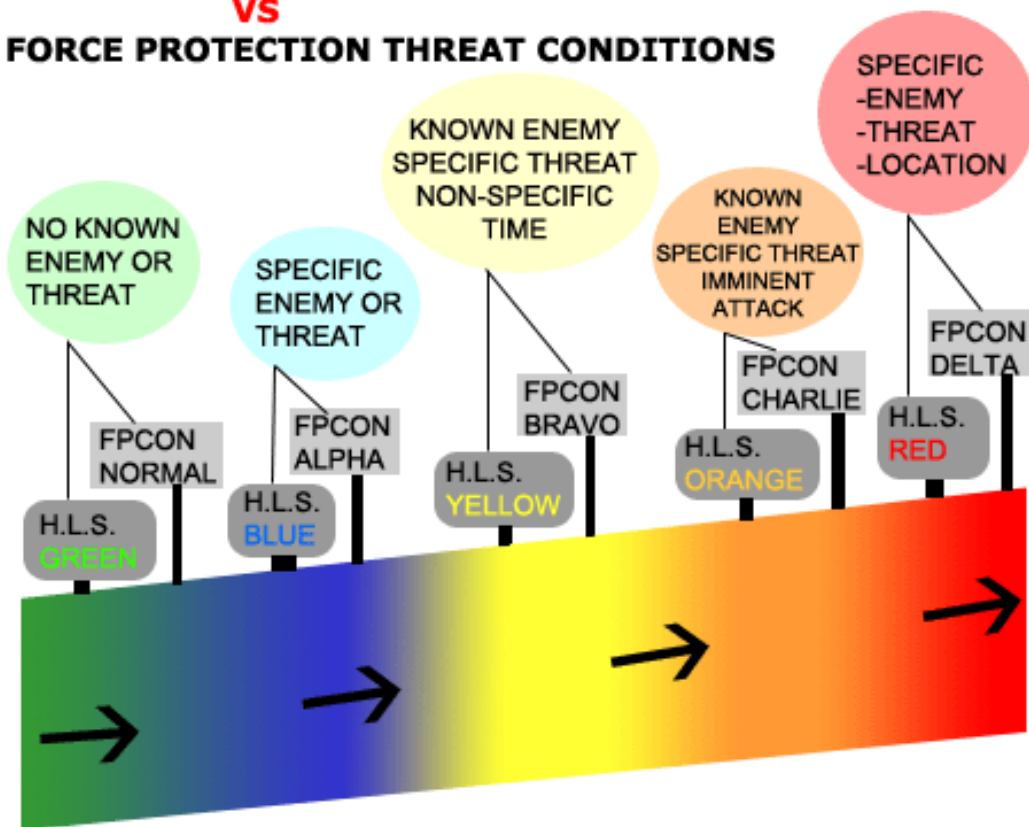 VS
FORCE PROTECTION THREAT CONDITIONS
NO KNOWN
ENEMY OR
THREAT
SPECIFIC
ENEMY OR
THREAT
KNOWN ENEMY
SPECIFIC THREAT
NON-SPECIFIC
TIME
KNOWN
ENEMY
SPECIFIC THREAT
IMMINENT
ATTACK
SPECIFIC
-ENEMY
-THREAT
-LOCATION
H.L.S.
GREEN
FPCON
NORMAL
H.L.S.
BLUE
FPCON
ALPHA
H.L.S.
YELLOW
FPCON
BRAVO
H.L.S.
ORANGE
FPCON
CHARLIE
H.L.S.
RED
FPCON
DELTA